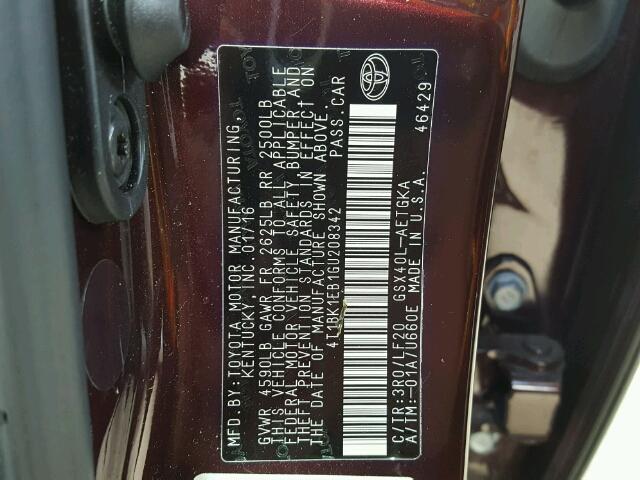 MFD. BY: TOYOTA MOTOR MANUFACTURING,
KENTUCKY, INC. 01/16
GVWR 4590LB GAWR FR 2625LB RR 2500LB
THIS VEHICLE CONFORMS TO ALL APPLICABLE
FEDERAL MOTOR VEHICLE SAFETY, BUMPER AND
THEFT PREVENTION STANDARDS IN EFFECT ON
THE DATE OF MANUFACTURE SHOWN ABOVE.
4T1BK1EB1GU208342 PASS. CAR
C/TR:3R0/LF20 GSX40L-AETGKA
A/TM:-01A/U660E MADE IN U.S.A.
46429